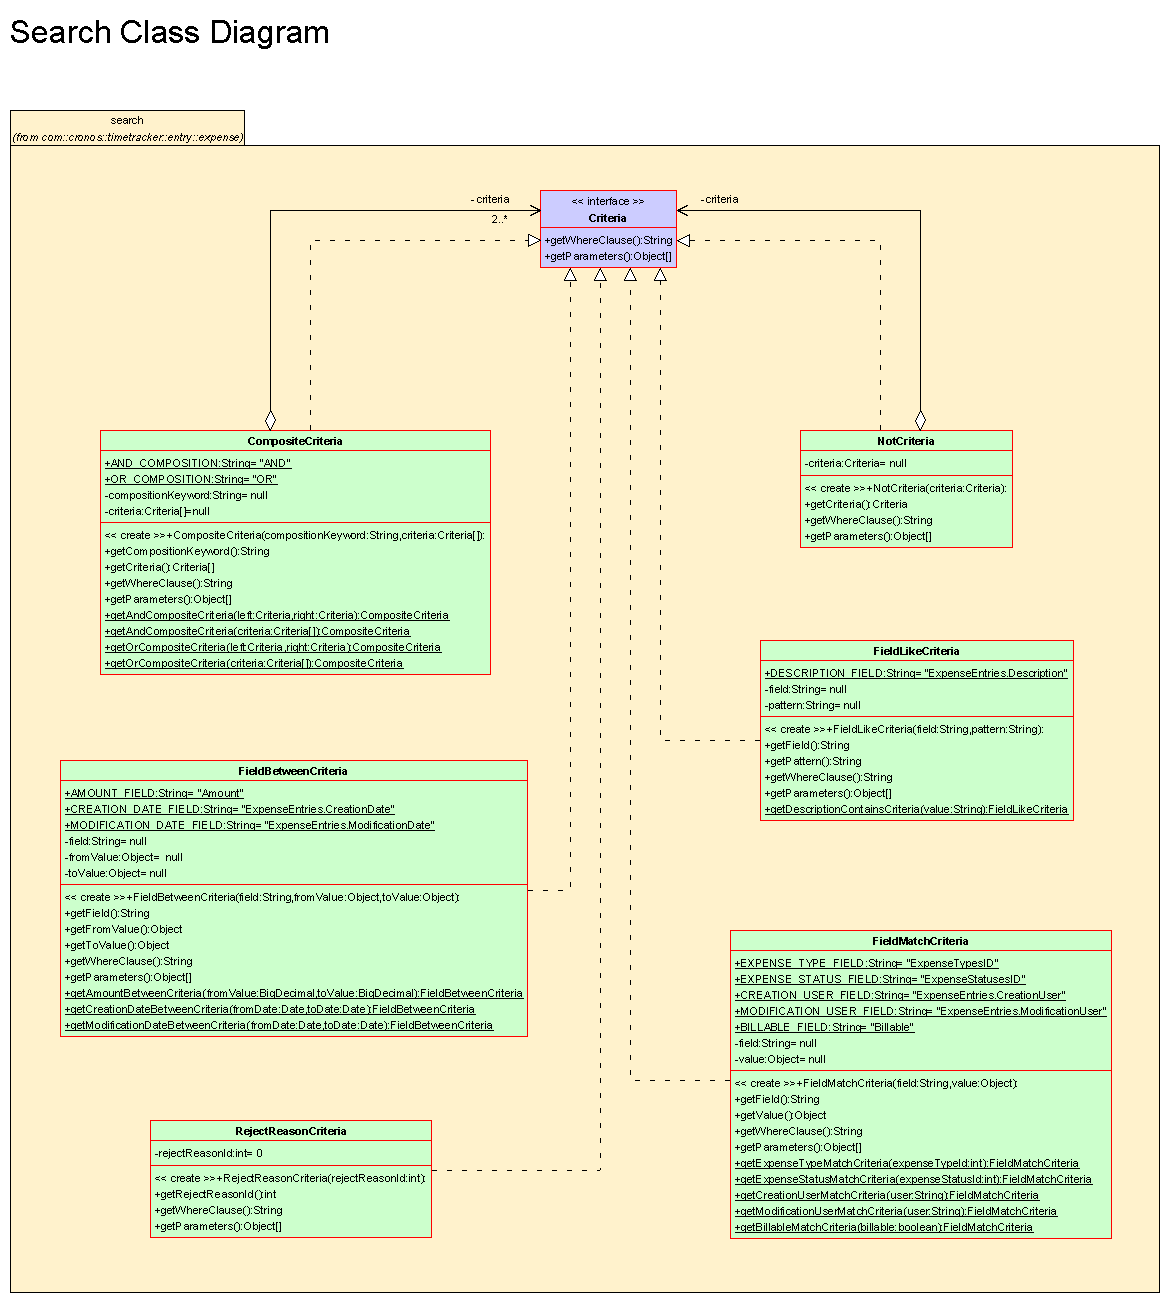 Search Class Diagram
search
(from com::cronos::timetracker::entry::expense)
-criteria
2..*
-criteria
<< interface >>
Criteria
+getWhereClause():String
+getParameters():Object[]
CompositeCriteria
+AND_COMPOSITION:String= "AND"
+OR_COMPOSITION:String= "OR"
-compositionKeyword:String= null
-criteria:Criteria[]=null
<< create >>+CompositeCriteria(compositionKeyword:String,criteria:Criteria[]):
+getCompositionKeyword():String
+getCriteria():Criteria[]
+getWhereClause():String
+getParameters():Object[]
+getAndCompositeCriteria(left:Criteria,right:Criteria):CompositeCriteria
+getAndCompositeCriteria(criteria:Criteria[]):CompositeCriteria
+getOrCompositeCriteria(left:Criteria,right:Criteria):CompositeCriteria
+getOrCompositeCriteria(criteria:Criteria[]):CompositeCriteria
NotCriteria
-criteria:Criteria= null
<< create >>+NotCriteria(criteria:Criteria):
+getCriteria():Criteria
+getWhereClause():String
+getParameters():Object[]
FieldLikeCriteria
+DESCRIPTION_FIELD:String= "ExpenseEntries.Description"
-field:String= null
-pattern:String= null
<< create >>+FieldLikeCriteria(field:String,pattern:String):
+getField():String
+getPattern():String
+getWhereClause():String
+getParameters():Object[]
+getDescriptionContainsCriteria(value:String):FieldLikeCriteria
FieldBetweenCriteria
+AMOUNT_FIELD:String= "Amount"
+CREATION_DATE_FIELD:String= "ExpenseEntries.CreationDate"
+MODIFICATION_DATE_FIELD:String= "ExpenseEntries.ModificationDate"
-field:String= null
-fromValue:Object=  null
-toValue:Object= null
<< create >>+FieldBetweenCriteria(field:String,fromValue:Object,toValue:Object):
+getField():String
+getFromValue():Object
+getToValue():Object
+getWhereClause():String
+getParameters():Object[]
+getAmountBetweenCriteria(fromValue:BigDecimal,toValue:BigDecimal):FieldBetweenCriteria
+getCreationDateBetweenCriteria(fromDate:Date,toDate:Date):FieldBetweenCriteria
+getModificationDateBetweenCriteria(fromDate:Date,toDate:Date):FieldBetweenCriteria
FieldMatchCriteria
+EXPENSE_TYPE_FIELD:String= "ExpenseTypesID"
+EXPENSE_STATUS_FIELD:String= "ExpenseStatusesID"
+CREATION_USER_FIELD:String= "ExpenseEntries.CreationUser"
+MODIFICATION_USER_FIELD:String= "ExpenseEntries.ModificationUser"
+BILLABLE_FIELD:String= "Billable"
-field:String= null
-value:Object= null
<< create >>+FieldMatchCriteria(field:String,value:Object):
+getField():String
+getValue():Object
+getWhereClause():String
+getParameters():Object[]
+getExpenseTypeMatchCriteria(expenseTypeId:int):FieldMatchCriteria
+getExpenseStatusMatchCriteria(expenseStatusId:int):FieldMatchCriteria
+getCreationUserMatchCriteria(user:String):FieldMatchCriteria
+getModificationUserMatchCriteria(user:String):FieldMatchCriteria
+getBillableMatchCriteria(billable:boolean):FieldMatchCriteria
RejectReasonCriteria
-rejectReasonId:int= 0
<< create >>+RejectReasonCriteria(rejectReasonId:int):
+getRejectReasonId():int
+getWhereClause():String
+getParameters():Object[]